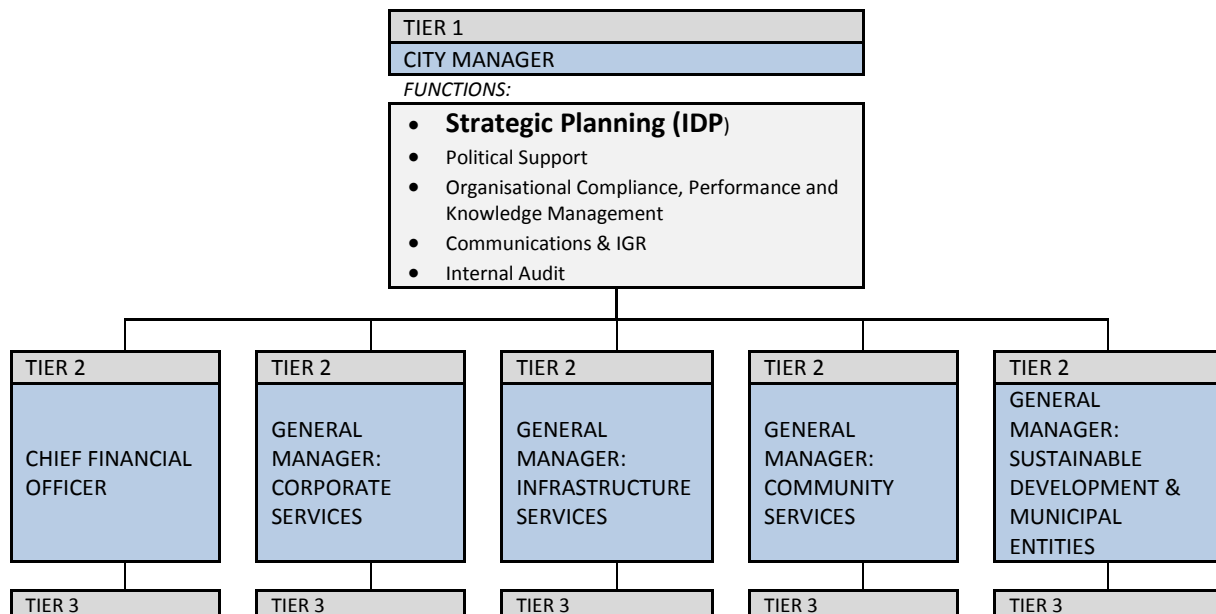 TIER 1
CITY MANAGER
FUNCTIONS:
• Strategic Planning (IDP)
• Political Support
• Organisational Compliance, Performance and
Knowledge Management
• Communications & IGR
• Internal Audit
TIER 2
CHIEF FINANCIAL
OFFICER
TIER 2
GENERAL
MANAGER:
CORPORATE
SERVICES
TIER 2
GENERAL
MANAGER:
INFRASTRUCTURE
SERVICES
TIER 2
GENERAL
MANAGER:
COMMUNITY
SERVICES
TIER 2
GENERAL
MANAGER:
SUSTAINABLE
DEVELOPMENT &
MUNICIPAL
ENTITIES
TIER 3
TIER 3
TIER 3
TIER 3
TIER 3